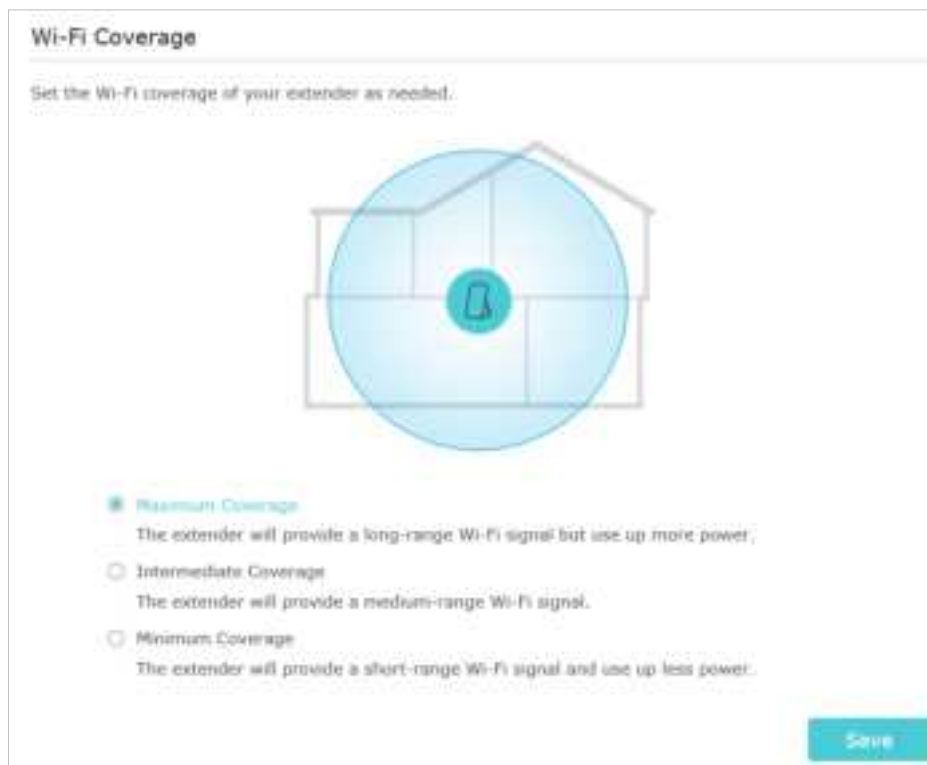 Wi-Fi Coverage
Set the Wi-Fi coverage of your extender as needed.
Maximum Coverage
The extender will provide a long-range Wi-Fi signal but use up more power.
Intermediate Coverage
The extender will provide a medium-range Wi-Fi signal.
Minimum Coverage
The extender will provide a short-range Wi-Fi signal and use up less power.
Save